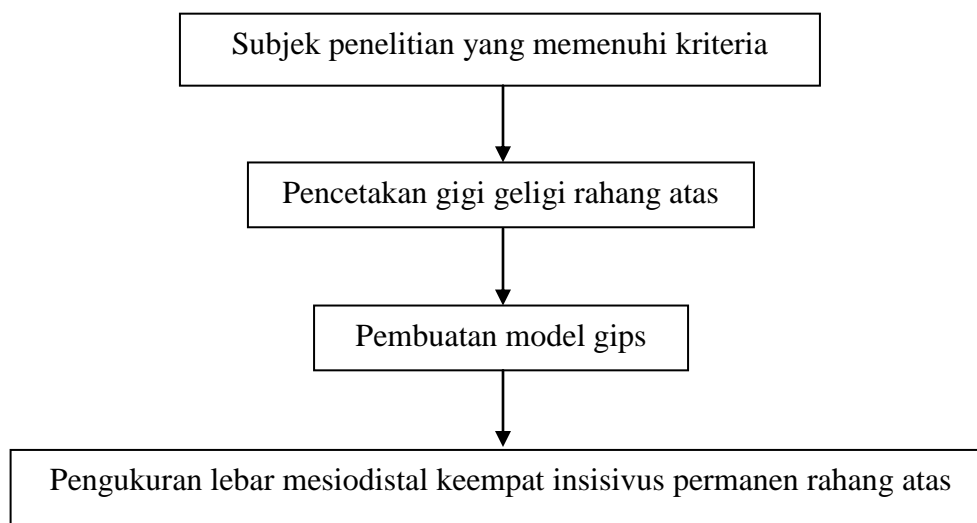 Subjek penelitian yang memenuhi kriteria
Pencetakan gigi geligi rahang atas
Pembuatan model gips
Pengukuran lebar mesiodistal keempat insisivus permanen rahang atas